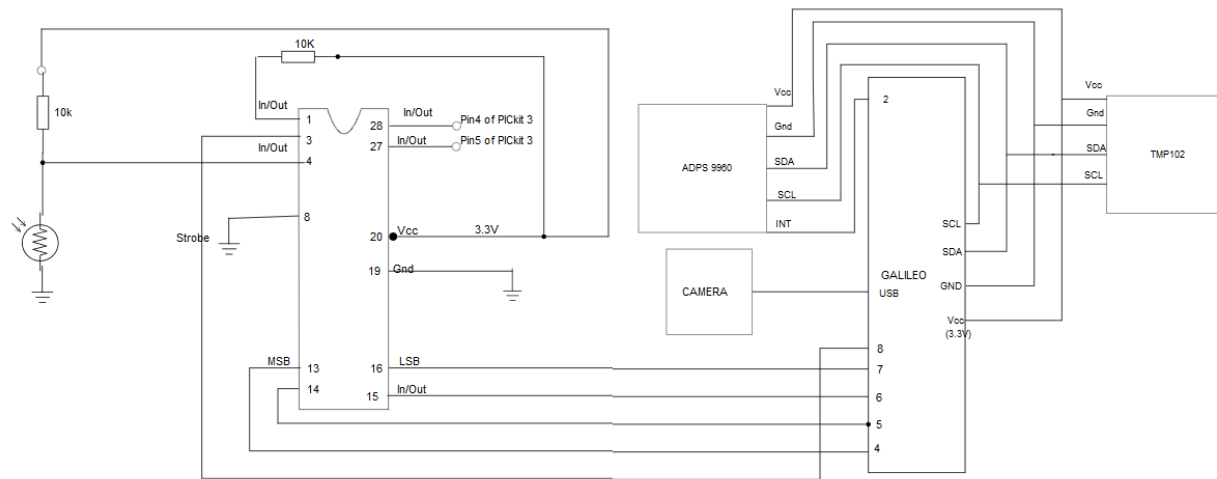 10K
10k
In/Out
1
3
In/Out
4
8
Strobe
In/Out
28
Pin4 of PICkit 3
27
In/Out
Pin5 of PICkit 3
20
Vcc
3.3V
19
Gnd
MSB
13
14
16
LSB
15
In/Out
ADPS 9960
Vcc
Gnd
SDA
SCL
INT
CAMERA
2
GALILEO
USB
SCL
SDA
GND
Vcc
(3.3V)
8
7
6
5
4
Vcc
Gnd
SDA
SCL
TMP102